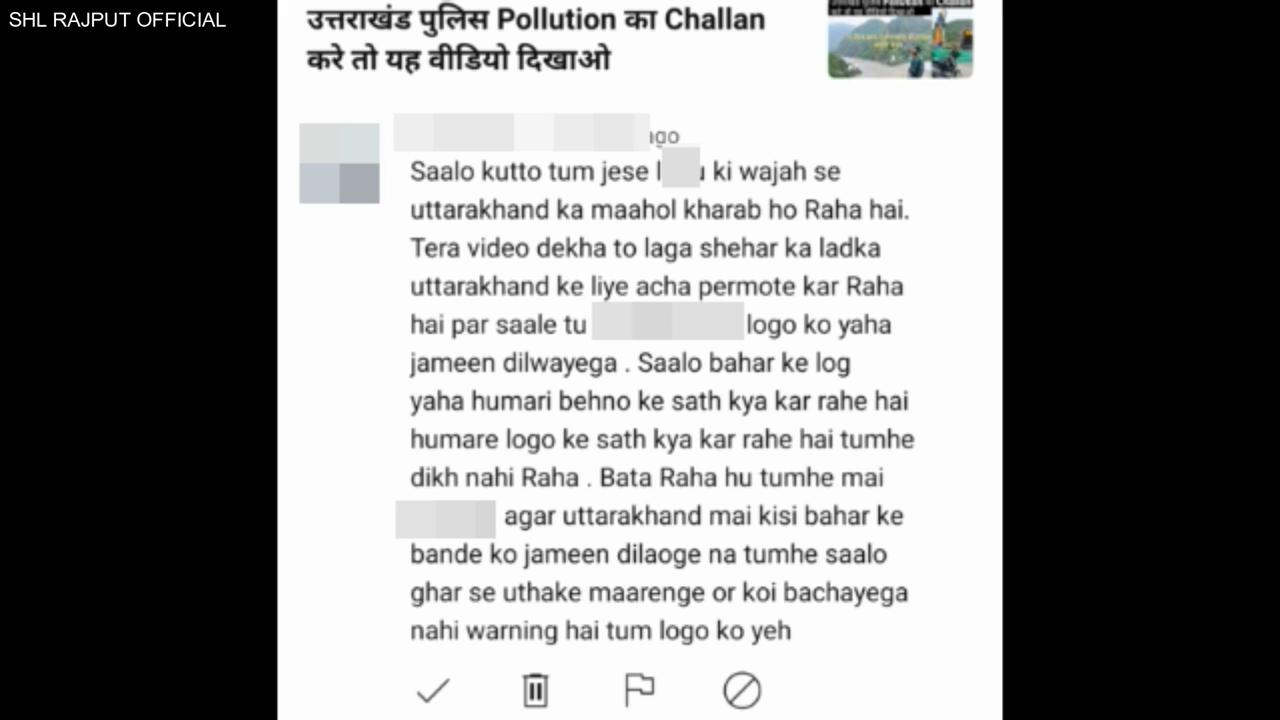 SHL RAJPUT OFFICIAL
उत्तराखंड पुलिस Pollution का Challan
करे तो यह वीडियो दिखाओ
ago
Saalo kutto tum jese ki wajah se
uttarakhand ka maahol kharab ho Raha hai.
Tera video dekha to laga shehar ka ladka
uttarakhand ke liye acha permote kar Raha
hai par saale tu logo ko yaha
jameen dilwayega . Saalo bahar ke log
yaha humari behno ke sath kya kar rahe hai
humare logo ke sath kya kar rahe hai tumhe
dikh nahi Raha . Bata Raha hu tumhe mai
agar uttarakhand mai kisi bahar ke
bande ko jameen dilaoge na tumhe saalo
ghar se uthake maarenge or koi bachayega
nahi warning hai tum logo ko yeh